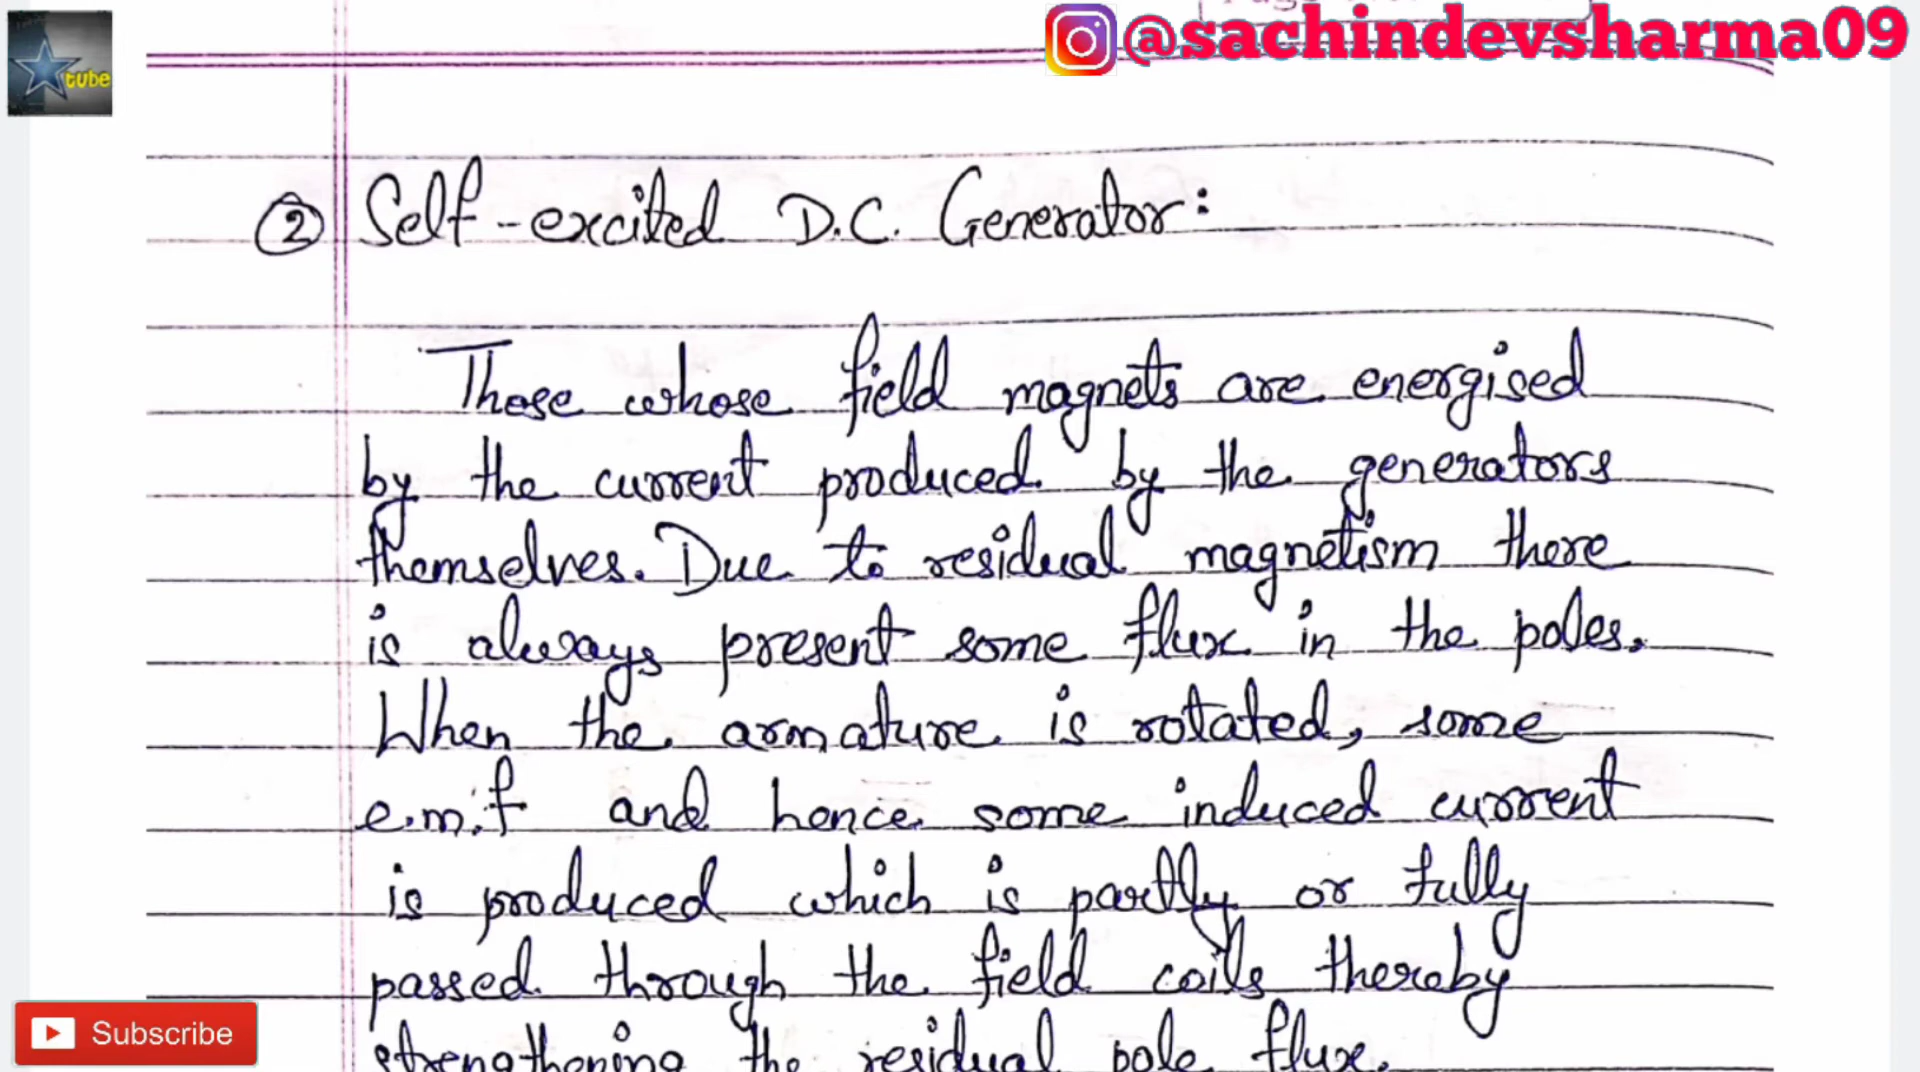 @sachindevsharma09
tube
② Self-excited D.C. Generator:
Those whose field magnets are energised
by the current produced by the generators
themselves. Due to residual magnetism there
is always present some flux in the poles.
When the armature is rotated, some
e.m.f and hence some induced current
is produced which is partly or fully
passed through the field coils thereby
strengthening the residual pole flux.
Subscribe